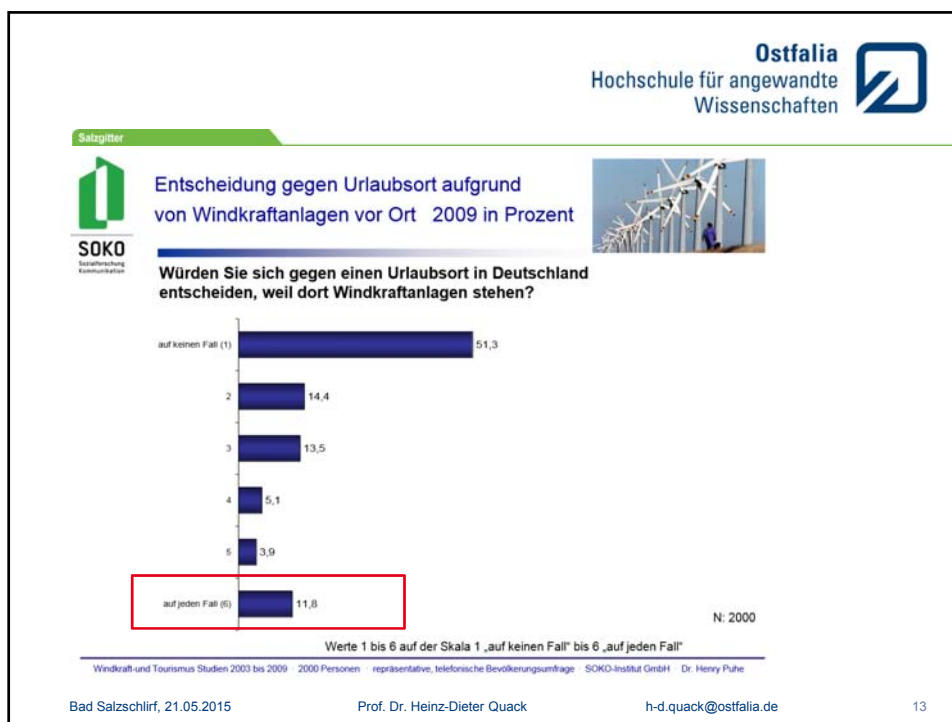 Ostfalia
Hochschule für angewandte
Wissenschaften
Salzgitter
SOKO
Sozialforschung
Kommunikation
Entscheidung gegen Urlaubsort aufgrund
von Windkraftanlagen vor Ort 2009 in Prozent
Würden Sie sich gegen einen Urlaubsort in Deutschland
entscheiden, weil dort Windkraftanlagen stehen?
auf keinen Fall (1) 51,3
2 14,4
3 13,5
4 5,1
5 3,9
auf jeden Fall (6) 11,8
N: 2000
Werte 1 bis 6 auf der Skala 1 „auf keinen Fall“ bis 6 „auf jeden Fall“
Windkraft-und Tourismus Studien 2003 bis 2009 · 2000 Personen · repräsentative, telefonische Bevölkerungsumfrage · SOKO-Institut GmbH · Dr. Henry Puhe
Bad Salzschlirf, 21.05.2015 Prof. Dr. Heinz-Dieter Quack h-d.quack@ostfalia.de 13